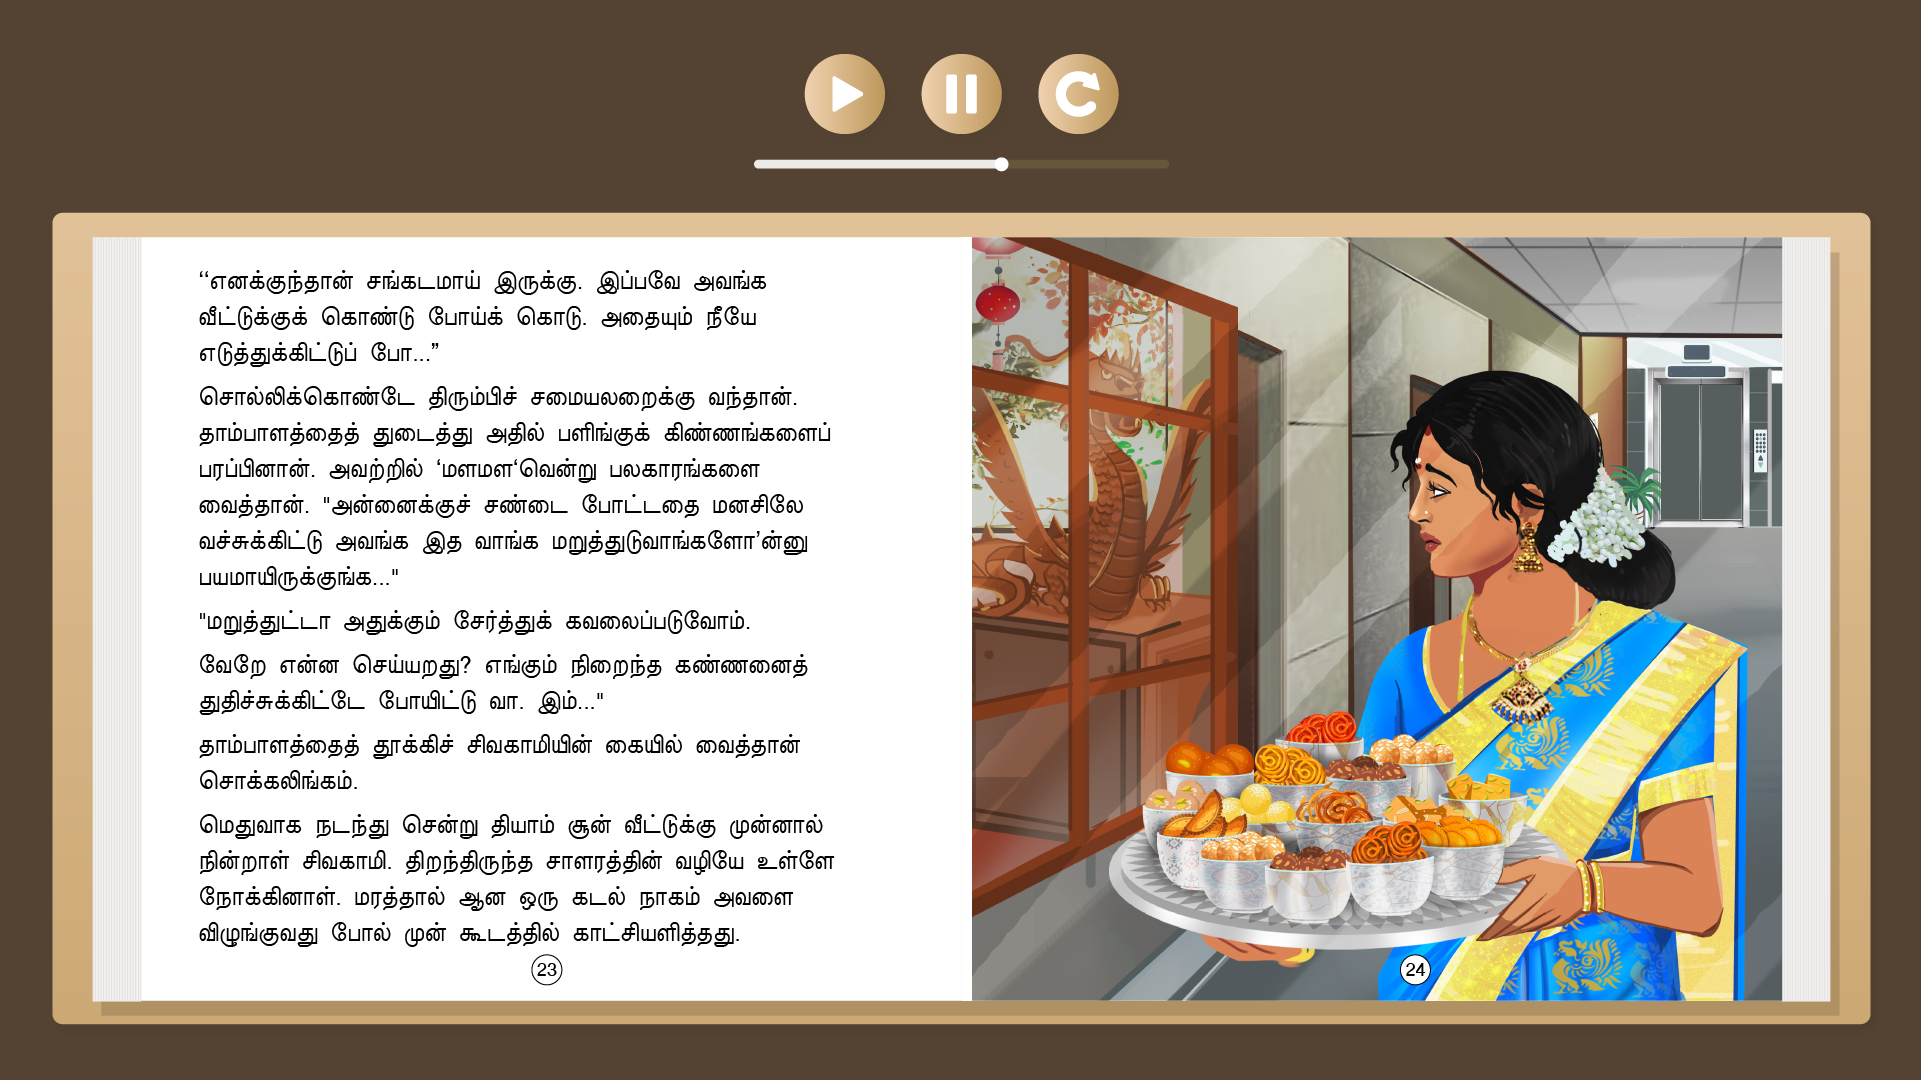 ‘‘எனக்குந்தான் சங்கடமாய் இருக்கு. இப்பவே அவங்க
வீட்டுக்குக் கொண்டு போய்க் கொடு. அதையும் நீயே
எடுத்துக்கிட்டுப் போ...”
சொல்லிக்கொண்டே திரும்பிச் சமையலறைக்கு வந்தான்.
தாம்பாளத்தைத் துடைத்து அதில் பளிங்குக் கிண்ணங்களைப்
பரப்பினான். அவற்றில் ‘மளமள‘வென்று பலகாரங்களை
வைத்தான். "அன்னைக்குச் சண்டை போட்டதை மனசிலே
வச்சுக்கிட்டு அவங்க இத வாங்க மறுத்துடுவாங்களோ’ன்னு
பயமாயிருக்குங்க..."
"மறுத்துட்டா அதுக்கும் சேர்த்துக் கவலைப்படுவோம்.
வேறே என்ன செய்யறது? எங்கும் நிறைந்த கண்ணனைத்
துதிச்சுக்கிட்டே போயிட்டு வா. இம்..."
தாம்பாளத்தைத் தூக்கிச் சிவகாமியின் கையில் வைத்தான்
சொக்கலிங்கம்.
மெதுவாக நடந்து சென்று தியாம் சூன் வீட்டுக்கு முன்னால்
நின்றாள் சிவகாமி. திறந்திருந்த சாளரத்தின் வழியே உள்ளே
நோக்கினாள். மரத்தால் ஆன ஒரு கடல் நாகம் அவளை
விழுங்குவது போல் முன் கூடத்தில் காட்சியளித்தது.
23
24